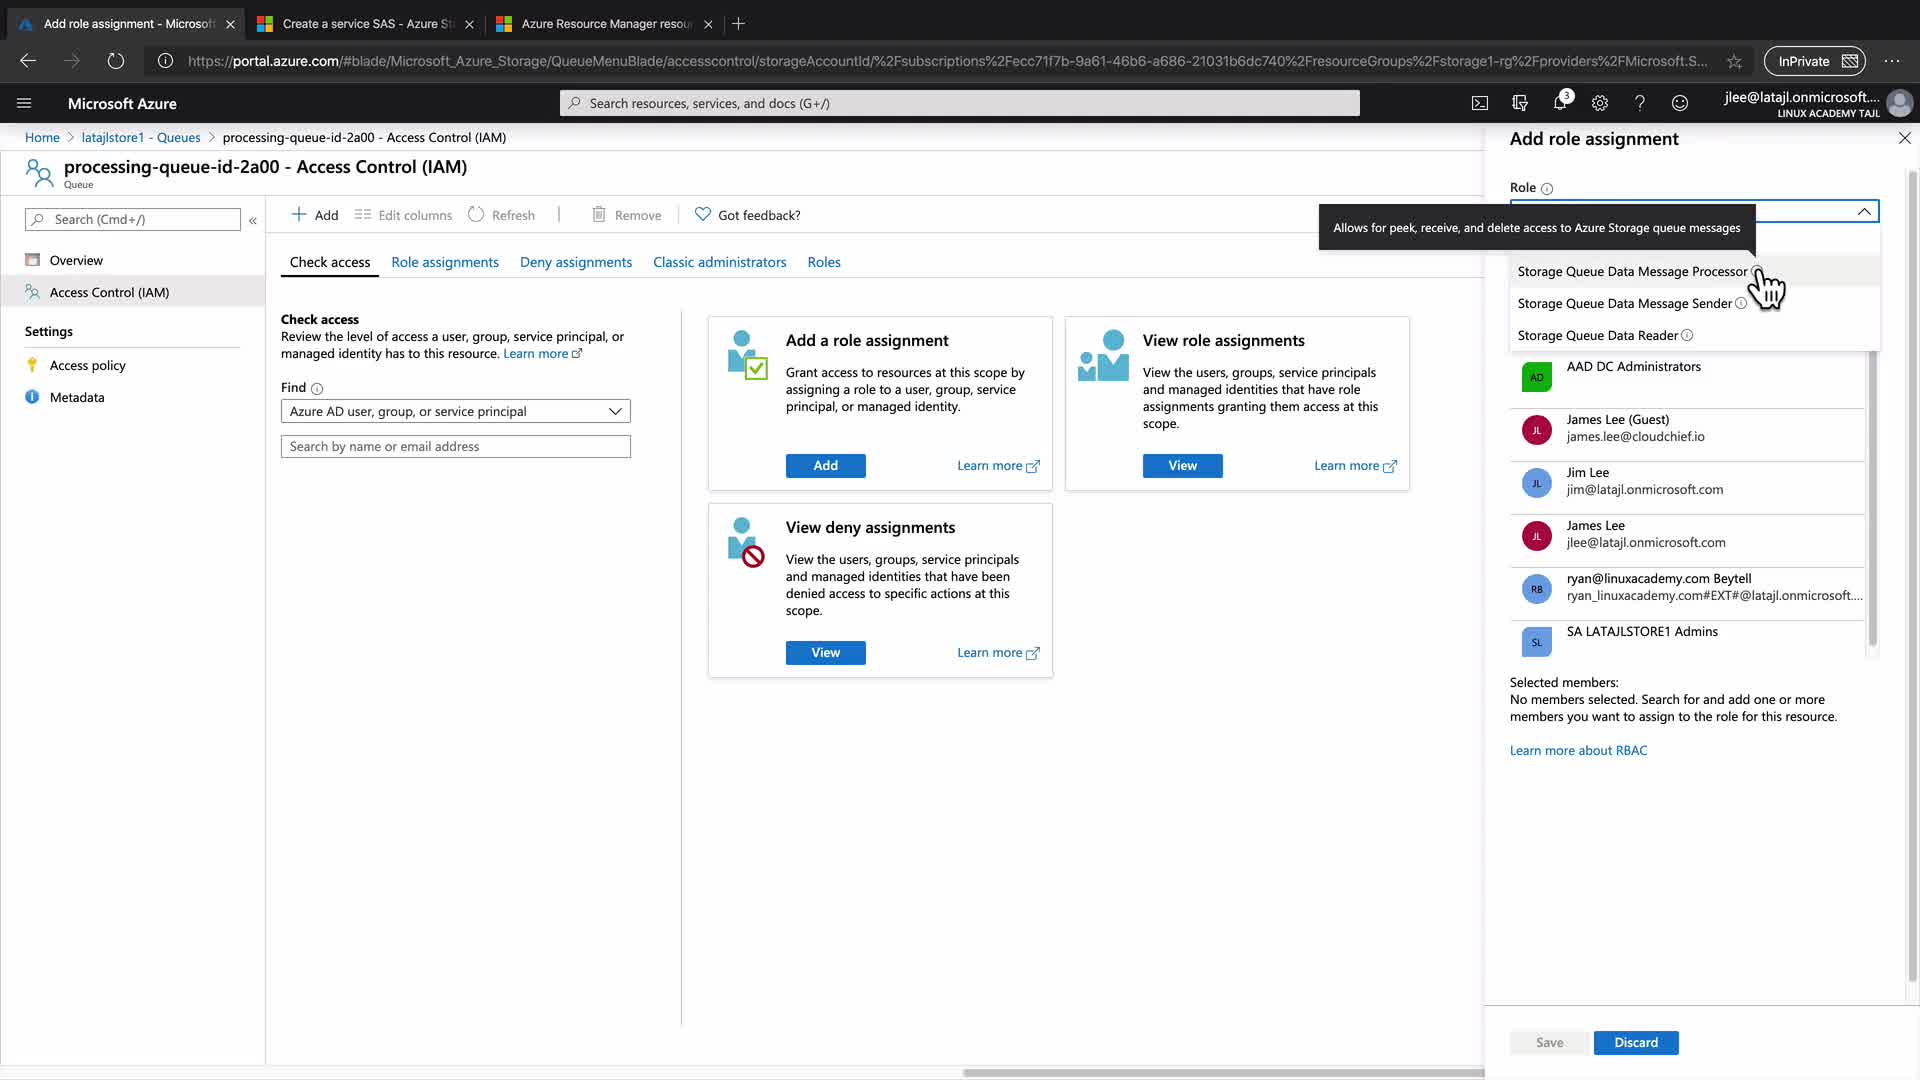 Add role assignment - Microsoft
Create a service SAS - Azure St
Azure Resource Manager resou
https://portal.azure.com/#blade/Microsoft_Azure_Storage/QueueMenuBlade/accesscontrol/storageAccountId/%2Fsubscriptions%2Fecc71f7b-9a61-46b6-a686-21031b6dc740%2FresourceGroups%2Fstorage1-rg%2Fproviders%2FMicrosoft.S...
InPrivate
Microsoft Azure
Search resources, services, and docs (G+/)
3
jlee@latajl.onmicrosoft....
LINUX ACADEMY TAJL
Home > latajlstore1 - Queues > processing-queue-id-2a00 - Access Control (IAM)
processing-queue-id-2a00 - Access Control (IAM)
Queue
Search (Cmd+/)
«
Overview
Access Control (IAM)
Settings
Access policy
Metadata
Add
Edit columns
Refresh
Remove
Got feedback?
Check access
Role assignments
Deny assignments
Classic administrators
Roles
Check access
Review the level of access a user, group, service principal, or
managed identity has to this resource. Learn more
Find
Azure AD user, group, or service principal
Search by name or email address
Add a role assignment
Grant access to resources at this scope by
assigning a role to a user, group, service
principal, or managed identity.
Add
Learn more
View role assignments
View the users, groups, service principals
and managed identities that have role
assignments granting them access at this
scope.
View
Learn more
View deny assignments
View the users, groups, service principals
and managed identities that have been
denied access to specific actions at this
scope.
View
Learn more
Add role assignment
Role
Allows for peek, receive, and delete access to Azure Storage queue messages
Storage Queue Data Message Processor
Storage Queue Data Message Sender
Storage Queue Data Reader
AD
AAD DC Administrators
JL
James Lee (Guest)
james.lee@cloudchief.io
JL
Jim Lee
jim@latajl.onmicrosoft.com
JL
James Lee
jlee@latajl.onmicrosoft.com
RB
ryan@linuxacademy.com Beytell
ryan_linuxacademy.com#EXT#@latajl.onmicrosoft....
SL
SA LATAJLSTORE1 Admins
Selected members:
No members selected. Search for and add one or more
members you want to assign to the role for this resource.
Learn more about RBAC
Save
Discard